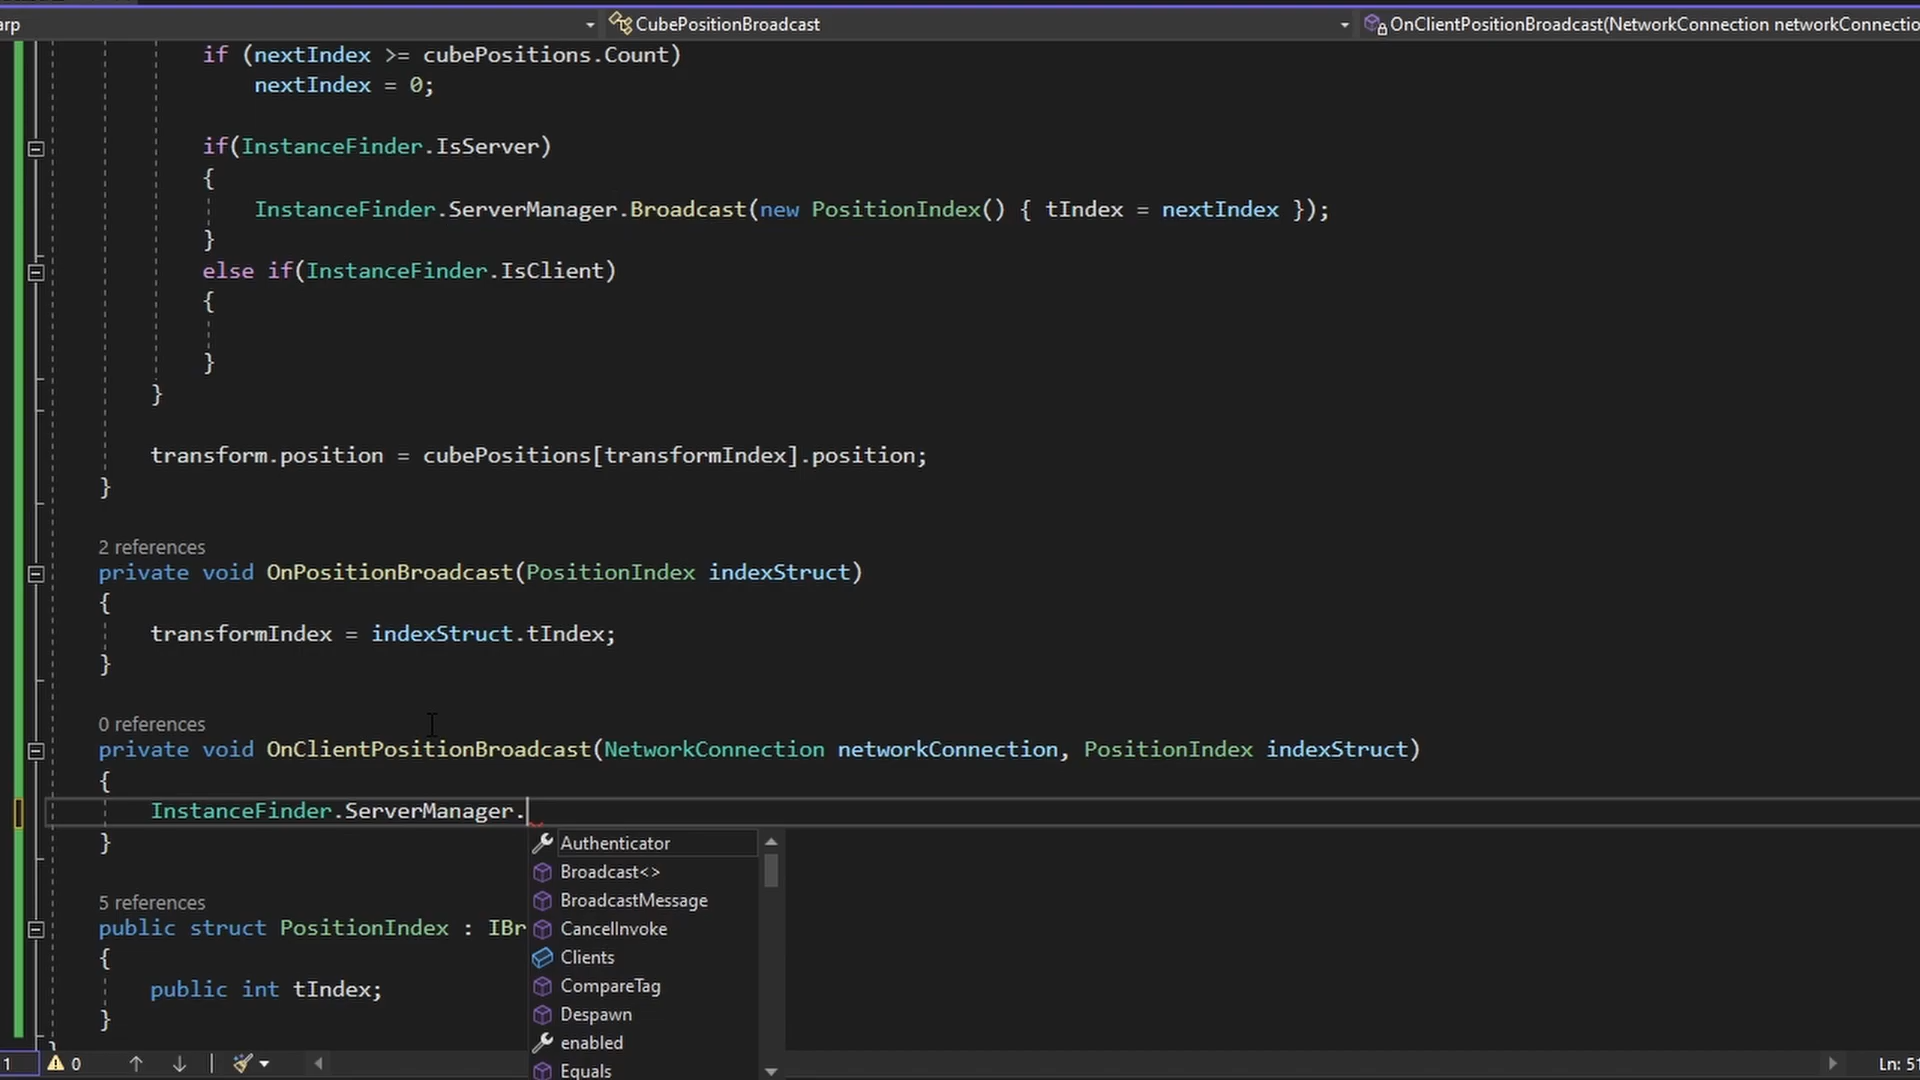 arp CubePositionBroadcast OnClientPositionBroadcast(NetworkConnection networkConnectio
if (nextIndex >= cubePositions.Count)
nextIndex = 0;
if(InstanceFinder.IsServer)
{
InstanceFinder.ServerManager.Broadcast(new PositionIndex() { tIndex = nextIndex });
}
else if(InstanceFinder.IsClient)
{
}
}
transform.position = cubePositions[transformIndex].position;
}
2 references
private void OnPositionBroadcast(PositionIndex indexStruct)
{
transformIndex = indexStruct.tIndex;
}
0 references
private void OnClientPositionBroadcast(NetworkConnection networkConnection, PositionIndex indexStruct)
{
InstanceFinder.ServerManager.
}
Authenticator
Broadcast<>
BroadcastMessage
CancelInvoke
Clients
CompareTag
Despawn
enabled
Equals
5 references
public struct PositionIndex : IBr
{
public int tIndex;
}
}
1 0 Ln: 51